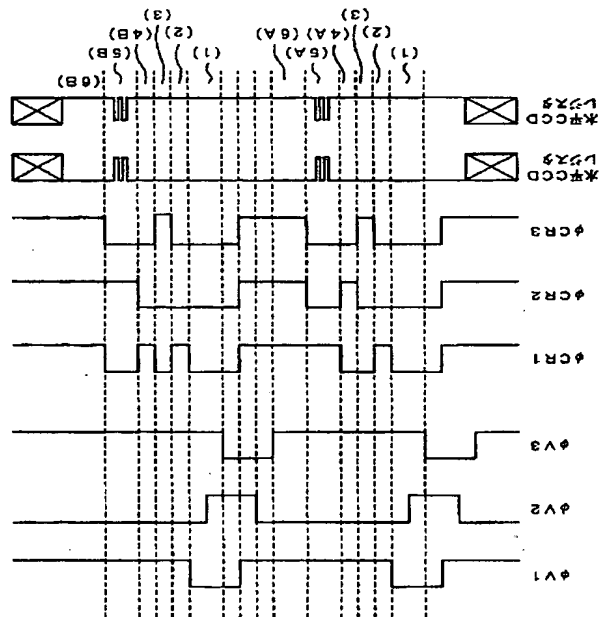 φV1
φV2
φV3
φCR1
φCR2
φCR3
水平CCD
レジスタ
水平CCD
レジスタ
(1) (2) (3) (4A) (5A) (6A) (1) (2) (3) (4B) (5B) (6B)